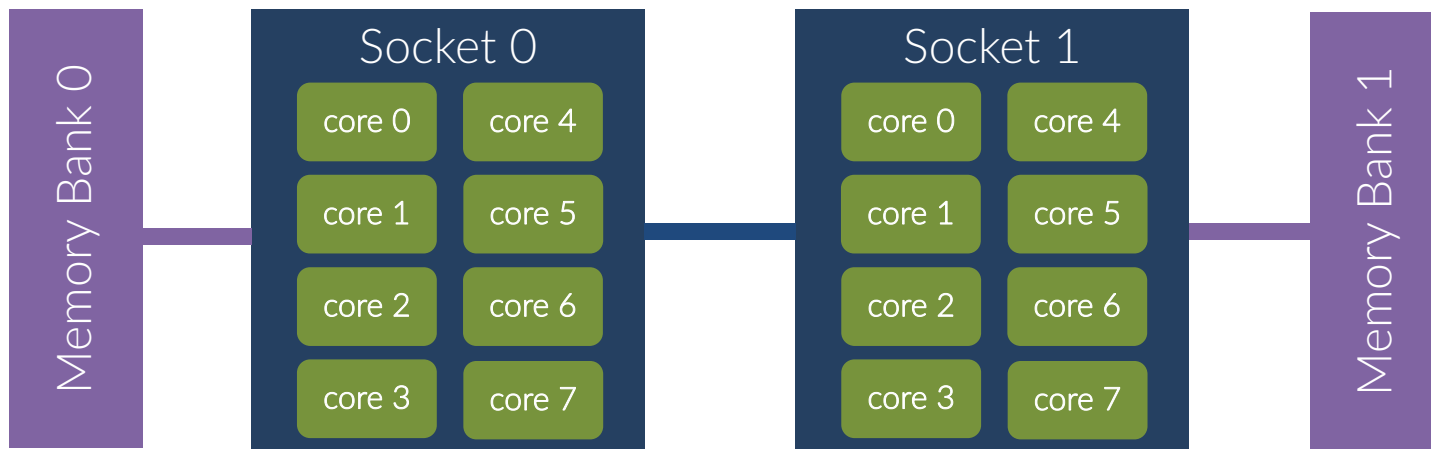 Memory Bank 0
Socket 0
core 0 core 4
core 1 core 5
core 2 core 6
core 3 core 7
Socket 1
core 0 core 4
core 1 core 5
core 2 core 6
core 3 core 7
Memory Bank 1